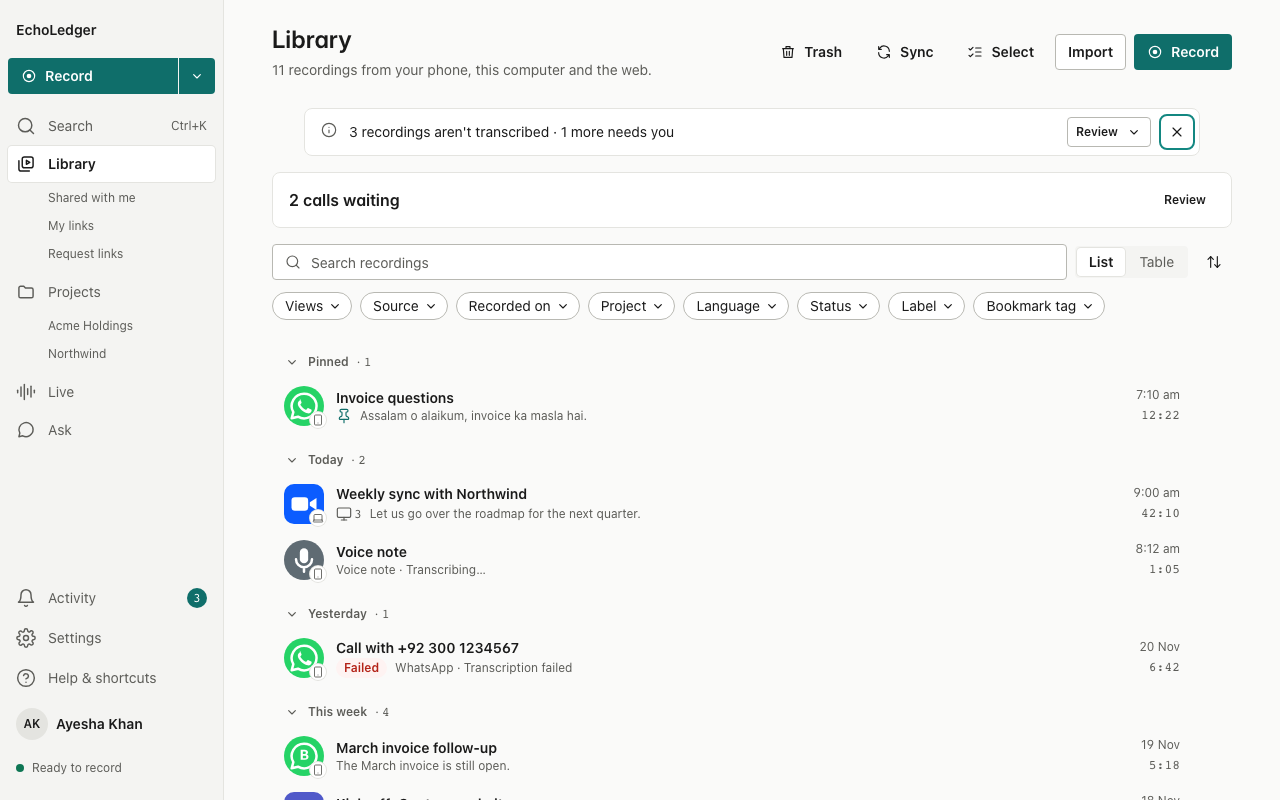 EchoLedger
Record
Search Ctrl+K
Library
Shared with me
My links
Request links
Projects
Acme Holdings
Northwind
Live
Ask
Activity 3
Settings
Help & shortcuts
AK Ayesha Khan
Ready to record
Library
11 recordings from your phone, this computer and the web.
Trash Sync Select Import Record
3 recordings aren't transcribed · 1 more needs you Review
2 calls waiting Review
Search recordings List Table
Views Source Recorded on Project Language Status Label Bookmark tag
Pinned · 1
Invoice questions 7:10 am
Assalam o alaikum, invoice ka masla hai. 12:22
Today · 2
Weekly sync with Northwind 9:00 am
3 Let us go over the roadmap for the next quarter. 42:10
Voice note 8:12 am
Voice note · Transcribing... 1:05
Yesterday · 1
Call with +92 300 1234567 20 Nov
Failed WhatsApp · Transcription failed 6:42
This week · 4
March invoice follow-up 19 Nov
The March invoice is still open. 5:18
18 Nov